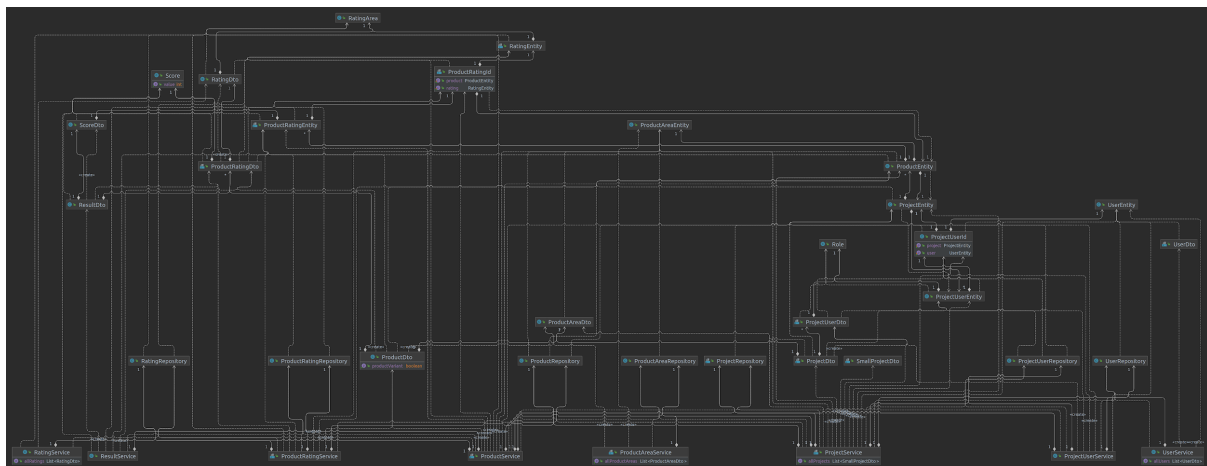 RatingArea
RatingEntity
Score
RatingDto
ProductRatingId
product ProductEntity
rating RatingEntity
ScoreDto
ProductRatingEntity
ProductAreaEntity
ProductRatingDto
ProductEntity
ResultDto
ProjectEntity
UserEntity
ProjectUserId
project ProjectEntity
user UserEntity
Role
UserDto
ProjectUserEntity
ProductAreaDto
ProjectUserDto
RatingRepository
ProductRatingRepository
ProductDto
ProductRepository
ProductAreaRepository
ProjectRepository
ProjectDto
SmallProjectDto
ProjectUserRepository
UserRepository
RatingService
allRatings List<RatingDto>
ResultService
ProductRatingService
ProductService
ProductAreaService
allProductAreas List<ProductAreaDto>
ProjectService
allProjects List<SmallProjectDto>
ProjectUserService
UserService
allUsers List<UserDto>